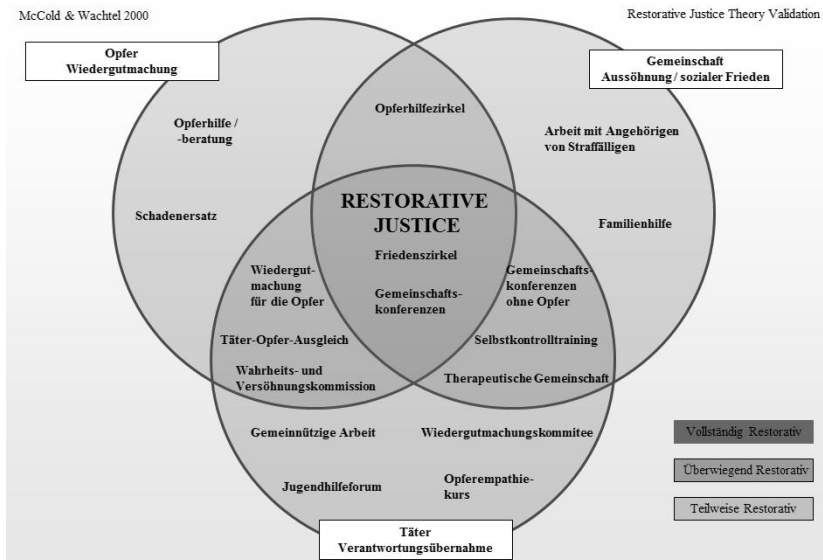 McCold & Wachtel 2000
Restorative Justice Theory Validation
Opfer
Wiedergutmachung
Gemeinschaft
Aussöhnung / sozialer Frieden
Opferhilfezirkel
Opferhilfe /
-beratung
Arbeit mit Angehörigen
von Straffälligen
Schadenersatz
Familienhilfe
RESTORATIVE
JUSTICE
Friedenszirkel
Gemeinschafts-
konferenzen
Wiedergut-
machung
für die Opfer
Gemeinschafts-
konferenzen
ohne Opfer
Täter-Opfer-Ausgleich
Selbstkontrolltraining
Wahrheits- und
Versöhnungskommission
Therapeutische Gemeinschaft
Gemeinnützige Arbeit
Wiedergutmachungskommitee
Jugendhilfeforum
Opferempathie-
kurs
Vollständig Restorativ
Überwiegend Restorativ
Teilweise Restorativ
Täter
Verantwortungsübernahme